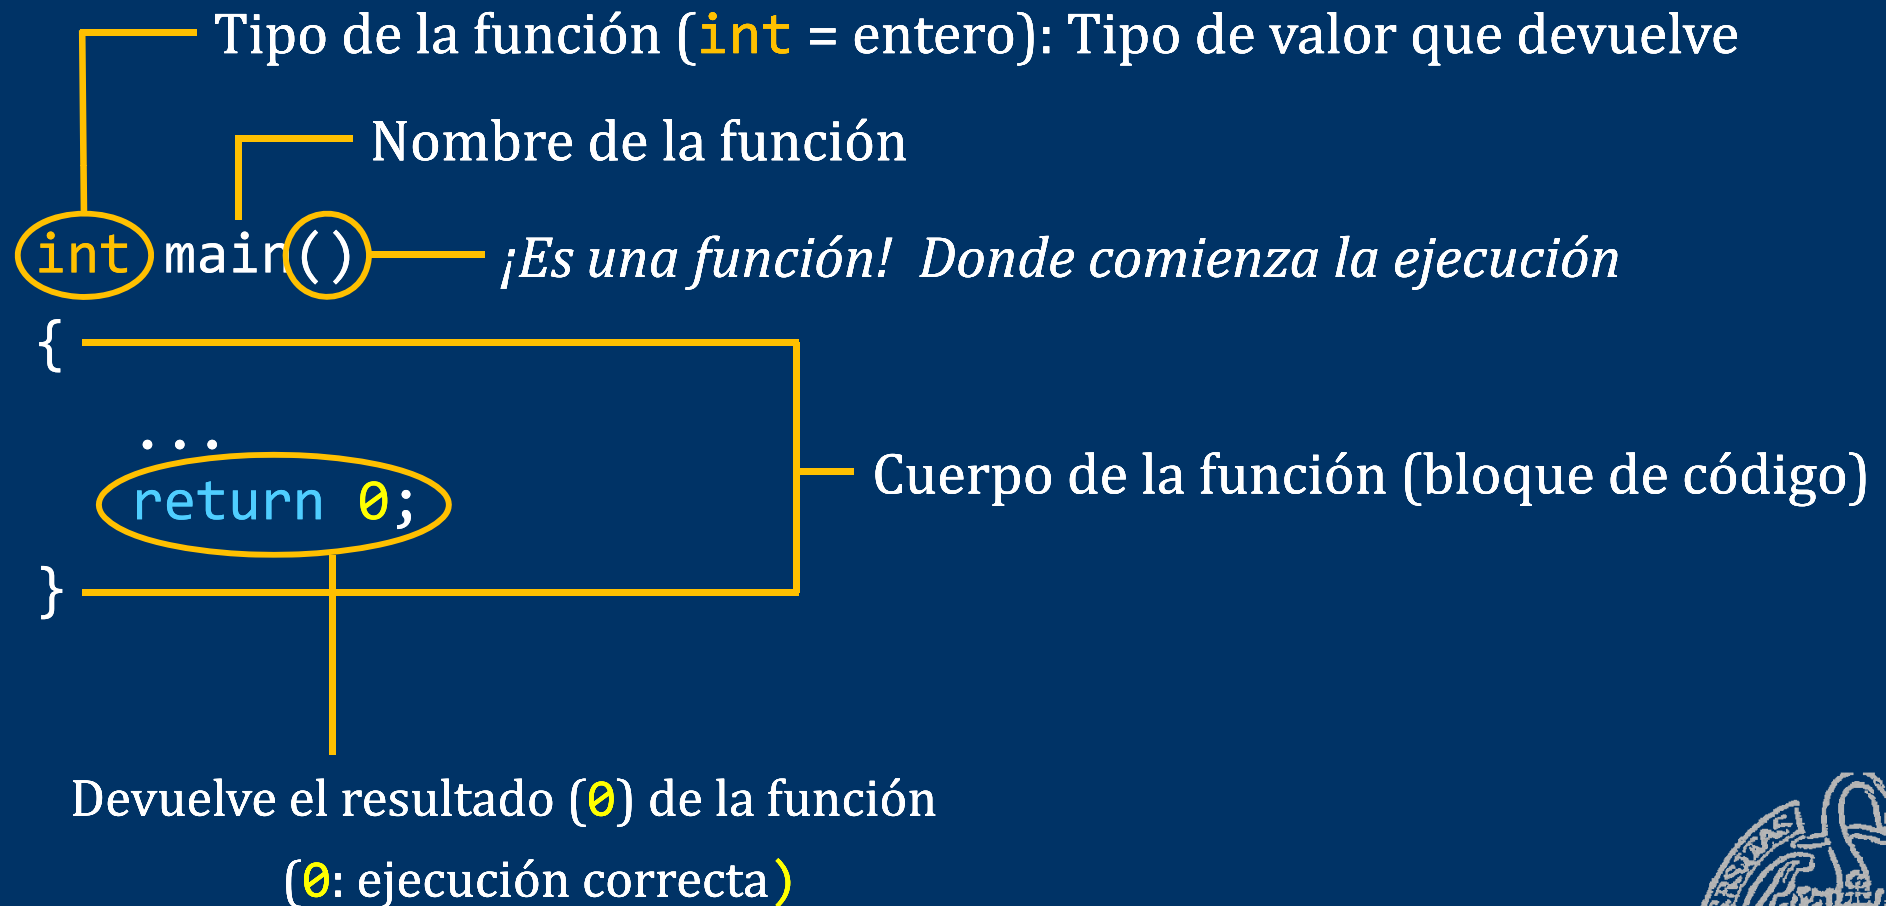 Tipo de la función (int = entero): Tipo de valor que devuelve
Nombre de la función
int main() ¡Es una función! Donde comienza la ejecución
{
...
Cuerpo de la función (bloque de código)
return 0;
}
Devuelve el resultado (0) de la función
(0: ejecución correcta)